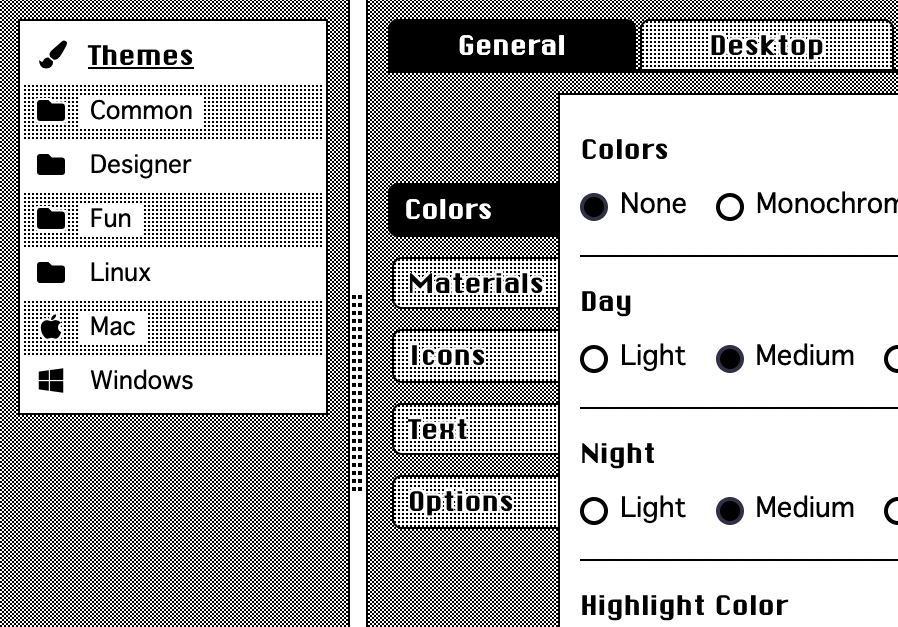 Themes
Common
Designer
Fun
Linux
Mac
Windows
General Desktop
Colors
Materials
Icons
Text
Options
Colors
None Monochrom
Day
Light Medium
Night
Light Medium
Highlight Color